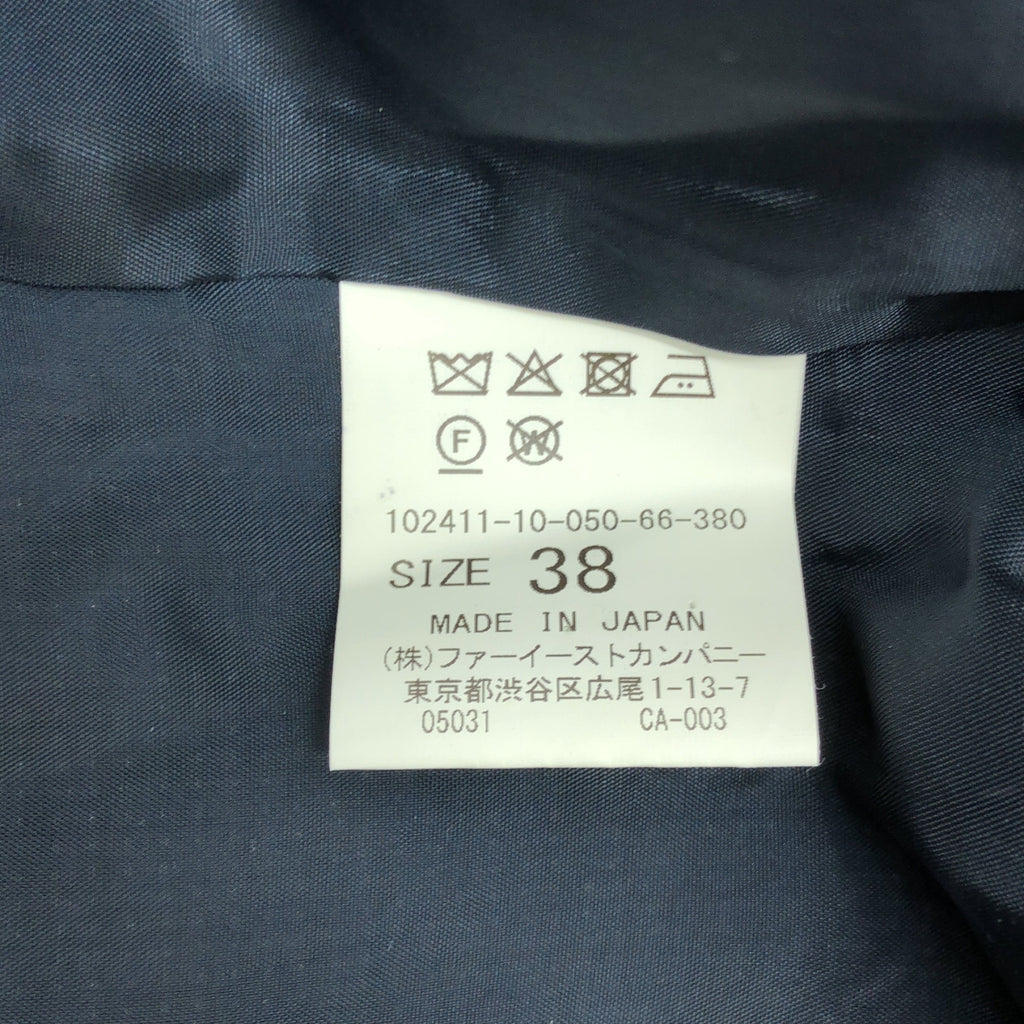 F W
102411-10-050-66-380
SIZE 38
MADE IN JAPAN
(株)ファーイーストカンパニー
東京都渋谷区広尾1-13-7
05031 CA-003